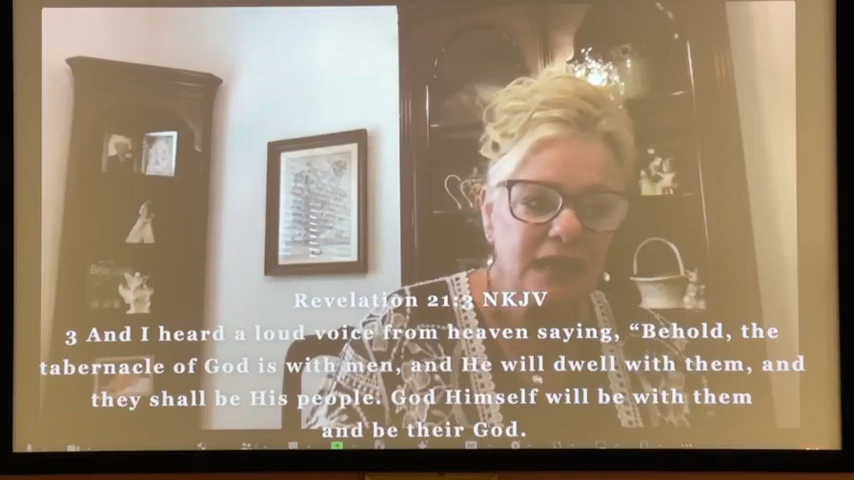 Revelation 21:3 NKJV
3 And I heard a loud voice from heaven saying, “Behold, the
tabernacle of God is with men, and He will dwell with them, and
they shall be His people. God Himself will be with them
and be their God.